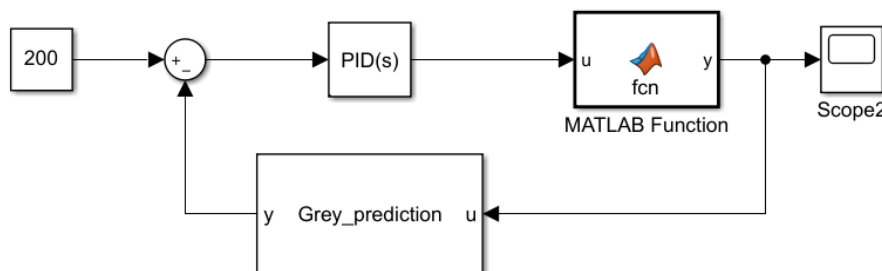 200
+
−
PID(s)
u
y
fcn
MATLAB Function
Scope2
y
Grey_prediction
u